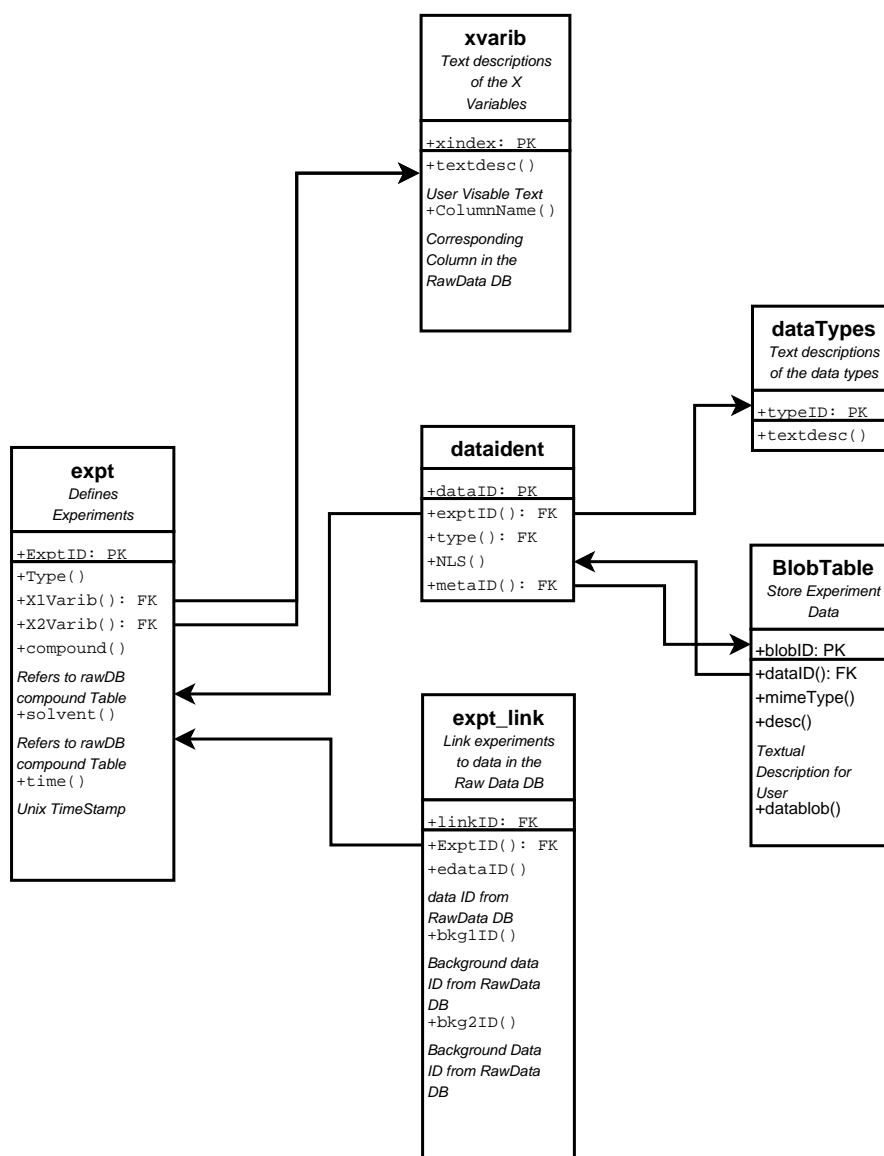 xvarib
Text descriptions
of the X
Variables
+xindex: PK
+textdesc()
User Visable Text
+ColumnName()
Corresponding
Column in the
RawData DB
dataTypes
Text descriptions
of the data types
+typeID: PK
+textdesc()
dataident
+dataID: PK
+exptID(): FK
+type(): FK
+NLS()
+metaID(): FK
expt
Defines
Experiments
+ExptID: PK
+Type()
+X1Varib(): FK
+X2Varib(): FK
+compound()
Refers to rawDB
compound Table
+solvent()
Refers to rawDB
compound Table
+time()
Unix TimeStamp
BlobTable
Store Experiment
Data
+blobID: PK
+dataID(): FK
+mimeType()
+desc()
Textual
Description for
User
+datablob()
expt_link
Link experiments
to data in the
Raw Data DB
+linkID: FK
+ExptID(): FK
+edataID()
data ID from
RawData DB
+bkg1ID()
Background data
ID from RawData
DB
+bkg2ID()
Background Data
ID from RawData
DB